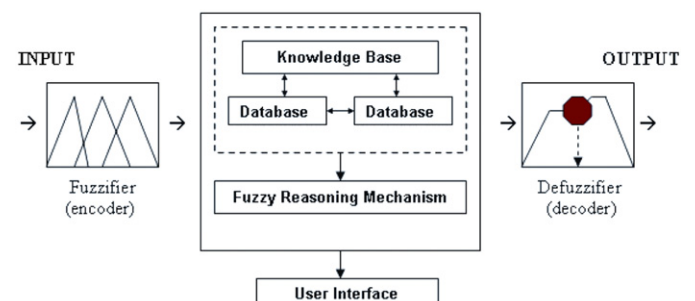 INPUT
OUTPUT
Knowledge Base
Database
Database
Fuzzifier
(encoder)
Fuzzy Reasoning Mechanism
Defuzzifier
(decoder)
User Interface